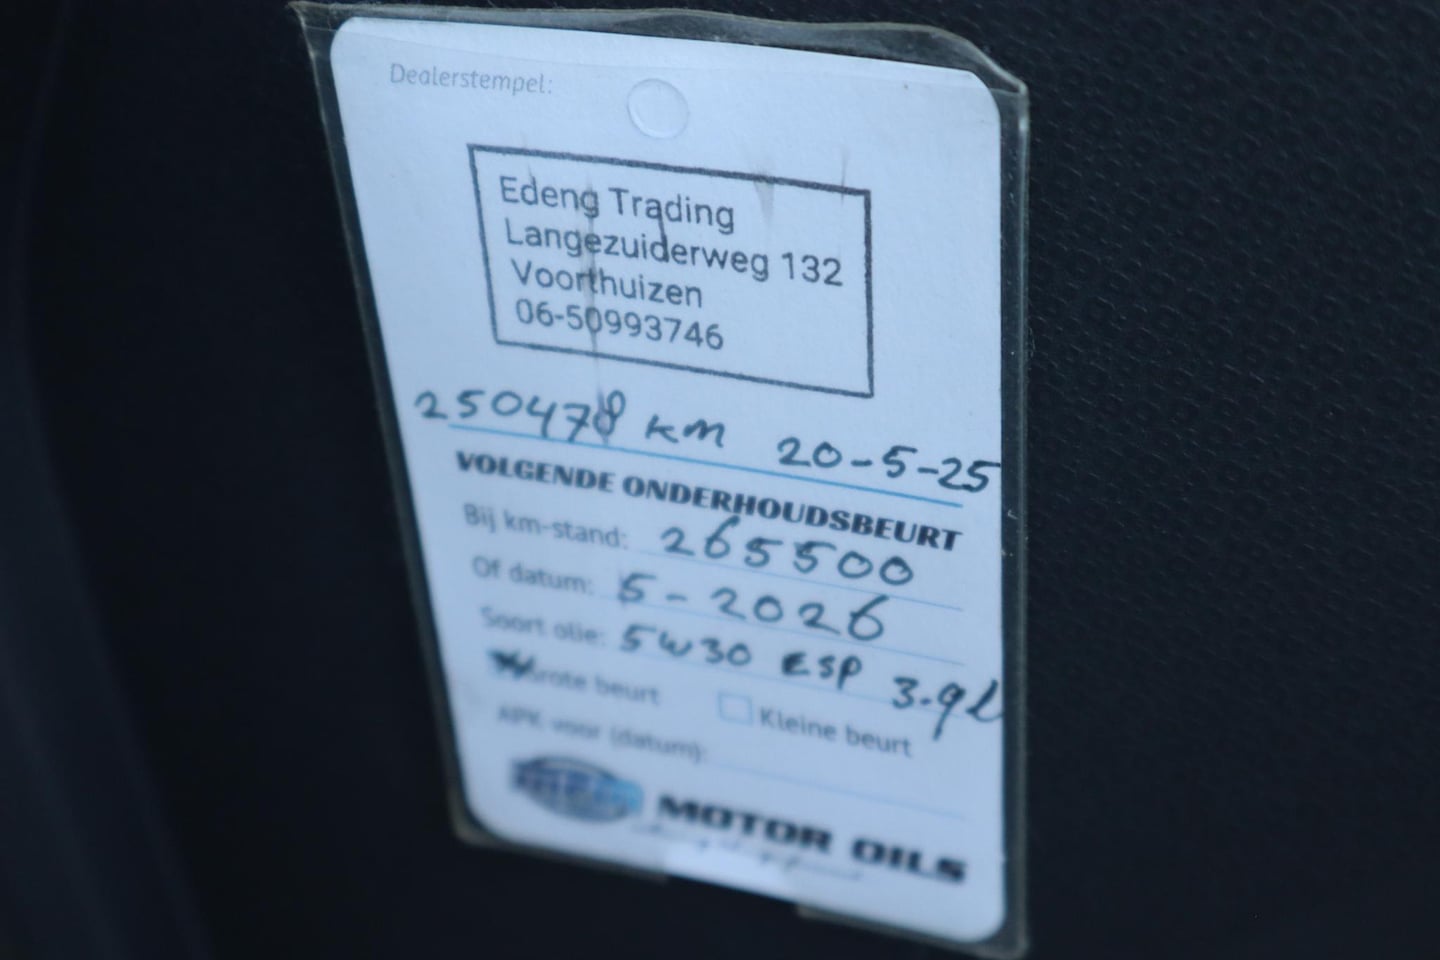 Dealerstempel:
Edeng Trading
Langezuiderweg 132
Voorthuizen
06-50993746
250478 km 20-5-25
VOLGENDE ONDERHOUDSBEURT
Bij km-stand: 265500
Of datum: 5-2026
Soort olie: 5W30 ESP 3.9L
Grote beurt Kleine beurt
APK voor (datum):
MOTOR OILS